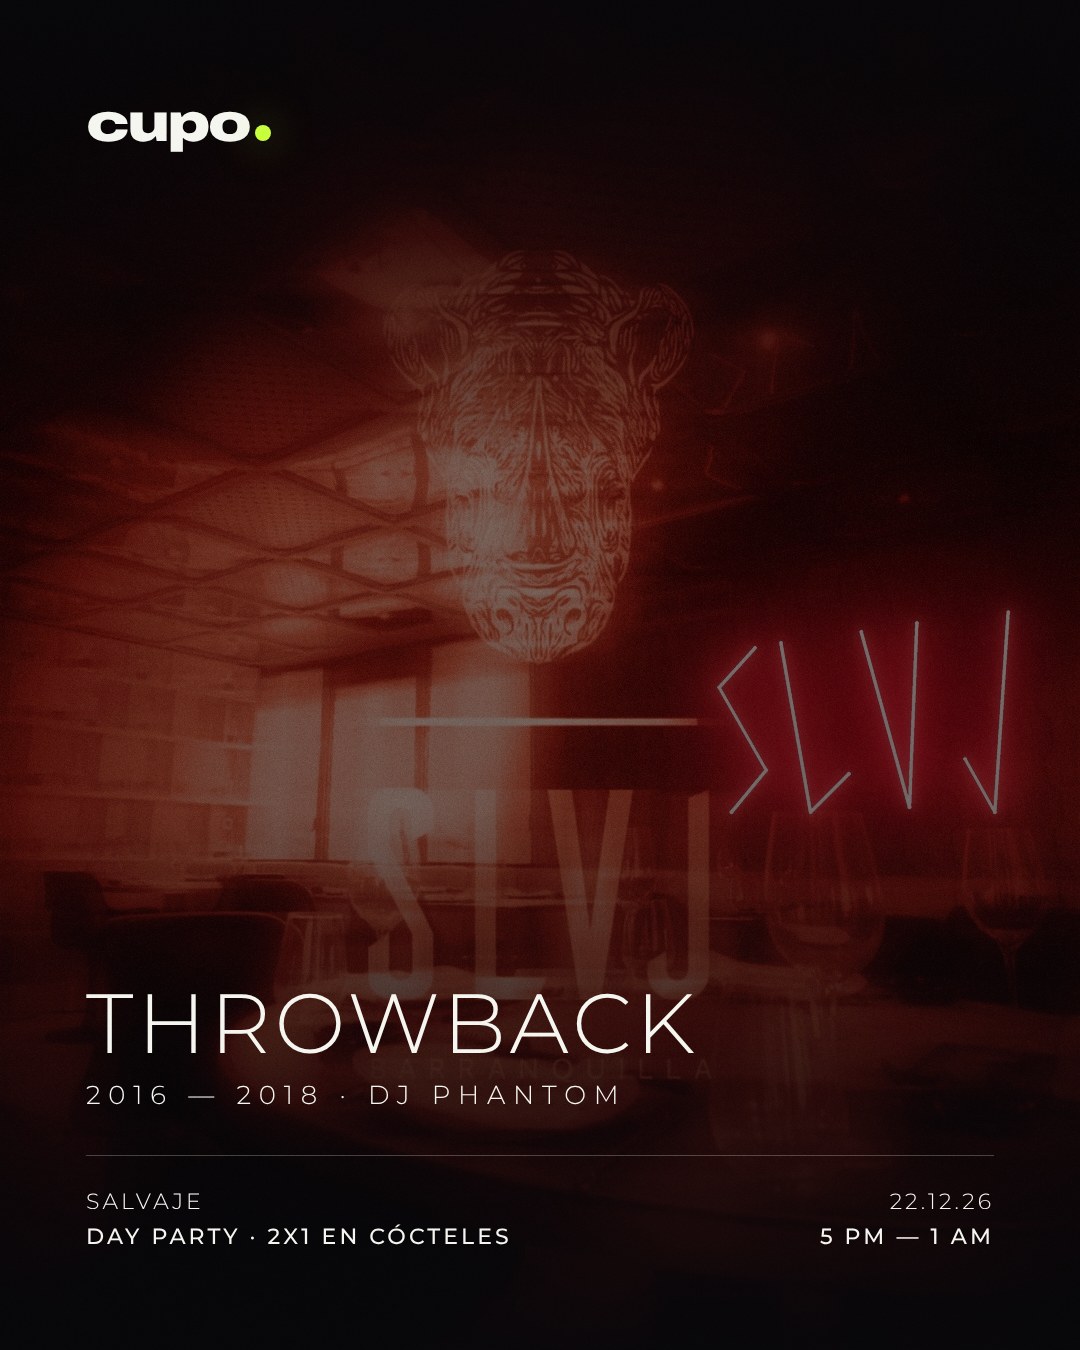 cupo.
SLVJ
SLVJ
THROWBACK
BARRANQUILLA
2016 — 2018 · DJ PHANTOM
SALVAJE
22.12.26
DAY PARTY · 2X1 EN CÓCTELES
5 PM — 1 AM